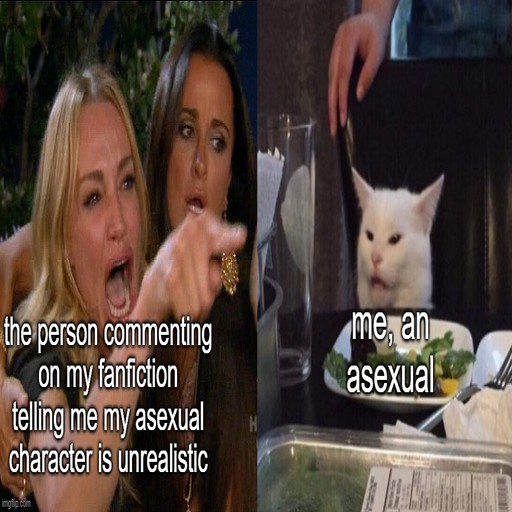 the person commenting
on my fanfiction
telling me my asexual
character is unrealistic
me, an
asexual
imgflip.com